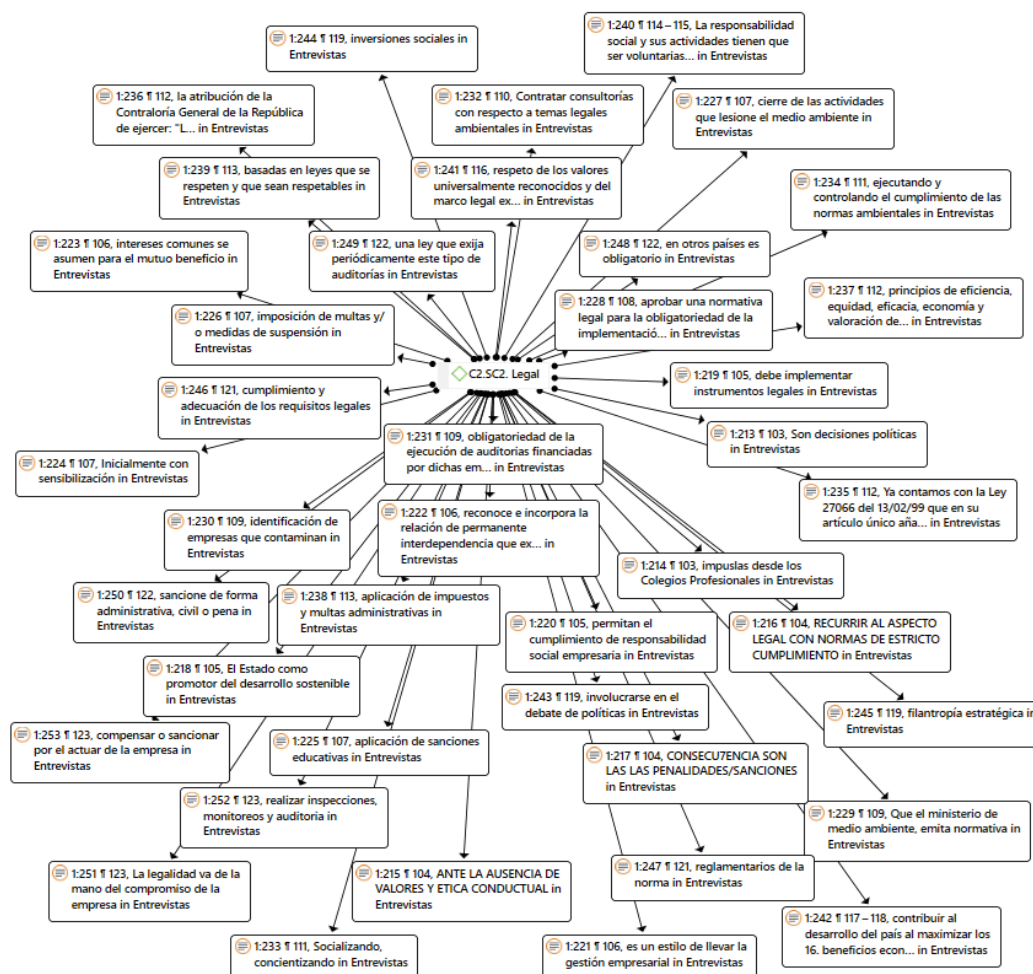 1:244 ¶ 119, inversiones sociales in
Entrevistas
1:240 ¶ 114 – 115, La responsabilidad
social y sus actividades tienen que
ser voluntarias… in Entrevistas
1:236 ¶ 112, la atribución de la
Contraloría General de la República
de ejercer: “L… in Entrevistas
1:232 ¶ 110, Contratar consultorías
con respecto a temas legales
ambientales in Entrevistas
1:227 ¶ 107, cierre de las actividades
que lesione el medio ambiente in
Entrevistas
1:239 ¶ 113, basadas en leyes que se
respeten y que sean respetables in
Entrevistas
1:241 ¶ 116, respeto de los valores
universalmente reconocidos y del
marco legal ex… in Entrevistas
1:234 ¶ 111, ejecutando y
controlando el cumplimiento de las
normas ambientales in Entrevistas
1:223 ¶ 106, intereses comunes se
asumen para el mutuo beneficio in
Entrevistas
1:249 ¶ 122, una ley que exija
periódicamente este tipo de
auditorías in Entrevistas
1:248 ¶ 122, en otros países es
obligatorio in Entrevistas
1:237 ¶ 112, principios de eficiencia,
equidad, eficacia, economía y
valoración de… in Entrevistas
1:226 ¶ 107, imposición de multas y/
o medidas de suspensión in
Entrevistas
1:228 ¶ 108, aprobar una normativa
legal para la obligatoriedad de la
implementació… in Entrevistas
C2.SC2. Legal
1:219 ¶ 105, debe implementar
instrumentos legales in Entrevistas
1:246 ¶ 121, cumplimiento y
adecuación de los requisitos legales
in Entrevistas
1:231 ¶ 109, obligatoriedad de la
ejecución de auditorias financiadas
por dichas em… in Entrevistas
1:213 ¶ 103, Son decisiones políticas
in Entrevistas
1:224 ¶ 107, Inicialmente con
sensibilización in Entrevistas
1:235 ¶ 112, Ya contamos con la Ley
27066 del 13/02/99 que en su
artículo único aña… in Entrevistas
1:230 ¶ 109, identificación de
empresas que contaminan in
Entrevistas
1:222 ¶ 106, reconoce e incorpora la
relación de permanente
interdependencia que ex… in
Entrevistas
1:214 ¶ 103, impuslas desde los
Colegios Profesionales in Entrevistas
1:250 ¶ 122, sancione de forma
administrativa, civil o pena in
Entrevistas
1:238 ¶ 113, aplicación de impuestos
y multas administrativas in
Entrevistas
1:220 ¶ 105, permitan el
cumplimiento de responsabilidad
social empresaria in Entrevistas
1:216 ¶ 104, RECURRIR AL ASPECTO
LEGAL CON NORMAS DE ESTRICTO
CUMPLIMIENTO in Entrevistas
1:218 ¶ 105, El Estado como
promotor del desarrollo sostenible
in Entrevistas
1:243 ¶ 119, involucrarse en el
debate de políticas in Entrevistas
1:245 ¶ 119, filantropía estratégica in
Entrevistas
1:253 ¶ 123, compensar o sancionar
por el actuar de la empresa in
Entrevistas
1:225 ¶ 107, aplicación de sanciones
educativas in Entrevistas
1:217 ¶ 104, CONSECU7ENCIA SON
LAS LAS PENALIDADES/SANCIONES
in Entrevistas
1:252 ¶ 123, realizar inspecciones,
monitoreos y auditoria in
Entrevistas
1:229 ¶ 109, Que el ministerio de
medio ambiente, emita normativa in
Entrevistas
1:251 ¶ 123, La legalidad va de la
mano del compromiso de la
empresa in Entrevistas
1:215 ¶ 104, ANTE LA AUSENCIA DE
VALORES Y ETICA CONDUCTUAL in
Entrevistas
1:247 ¶ 121, reglamentarios de la
norma in Entrevistas
1:242 ¶ 117 – 118, contribuir al
desarrollo del país al maximizar los
16. beneficios econ… in Entrevistas
1:233 ¶ 111, Socializando,
concientizando in Entrevistas
1:221 ¶ 106, es un estilo de llevar la
gestión empresarial in Entrevistas